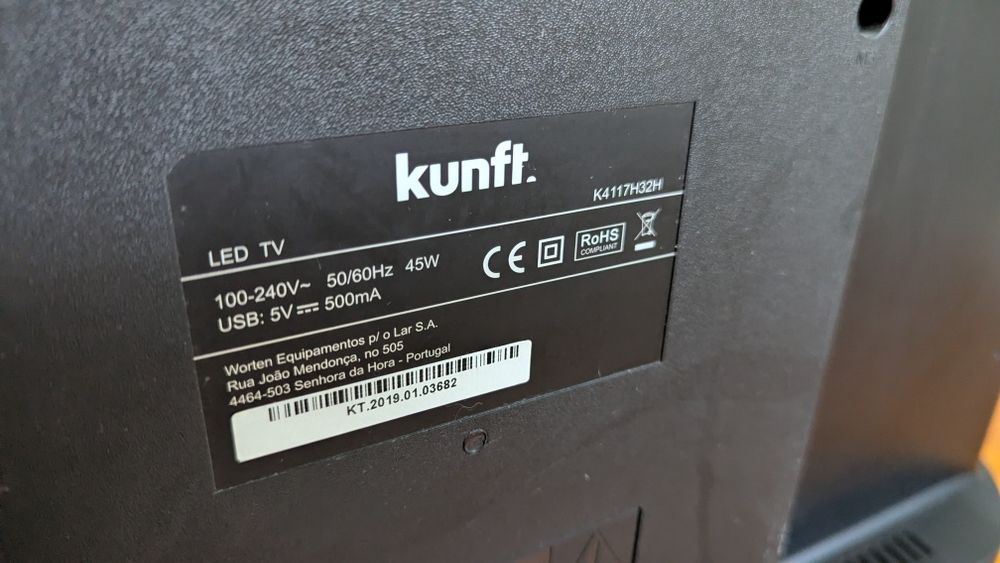 kunft.
K4117H32H
LED TV
100-240V~ 50/60Hz 45W
USB: 5V⎓500mA
CE
RoHS
COMPLIANT
Worten Equipamentos p/ o Lar S.A.
Rua João Mendonça, no 505
4464-503 Senhora da Hora - Portugal
KT.2019.01.03682